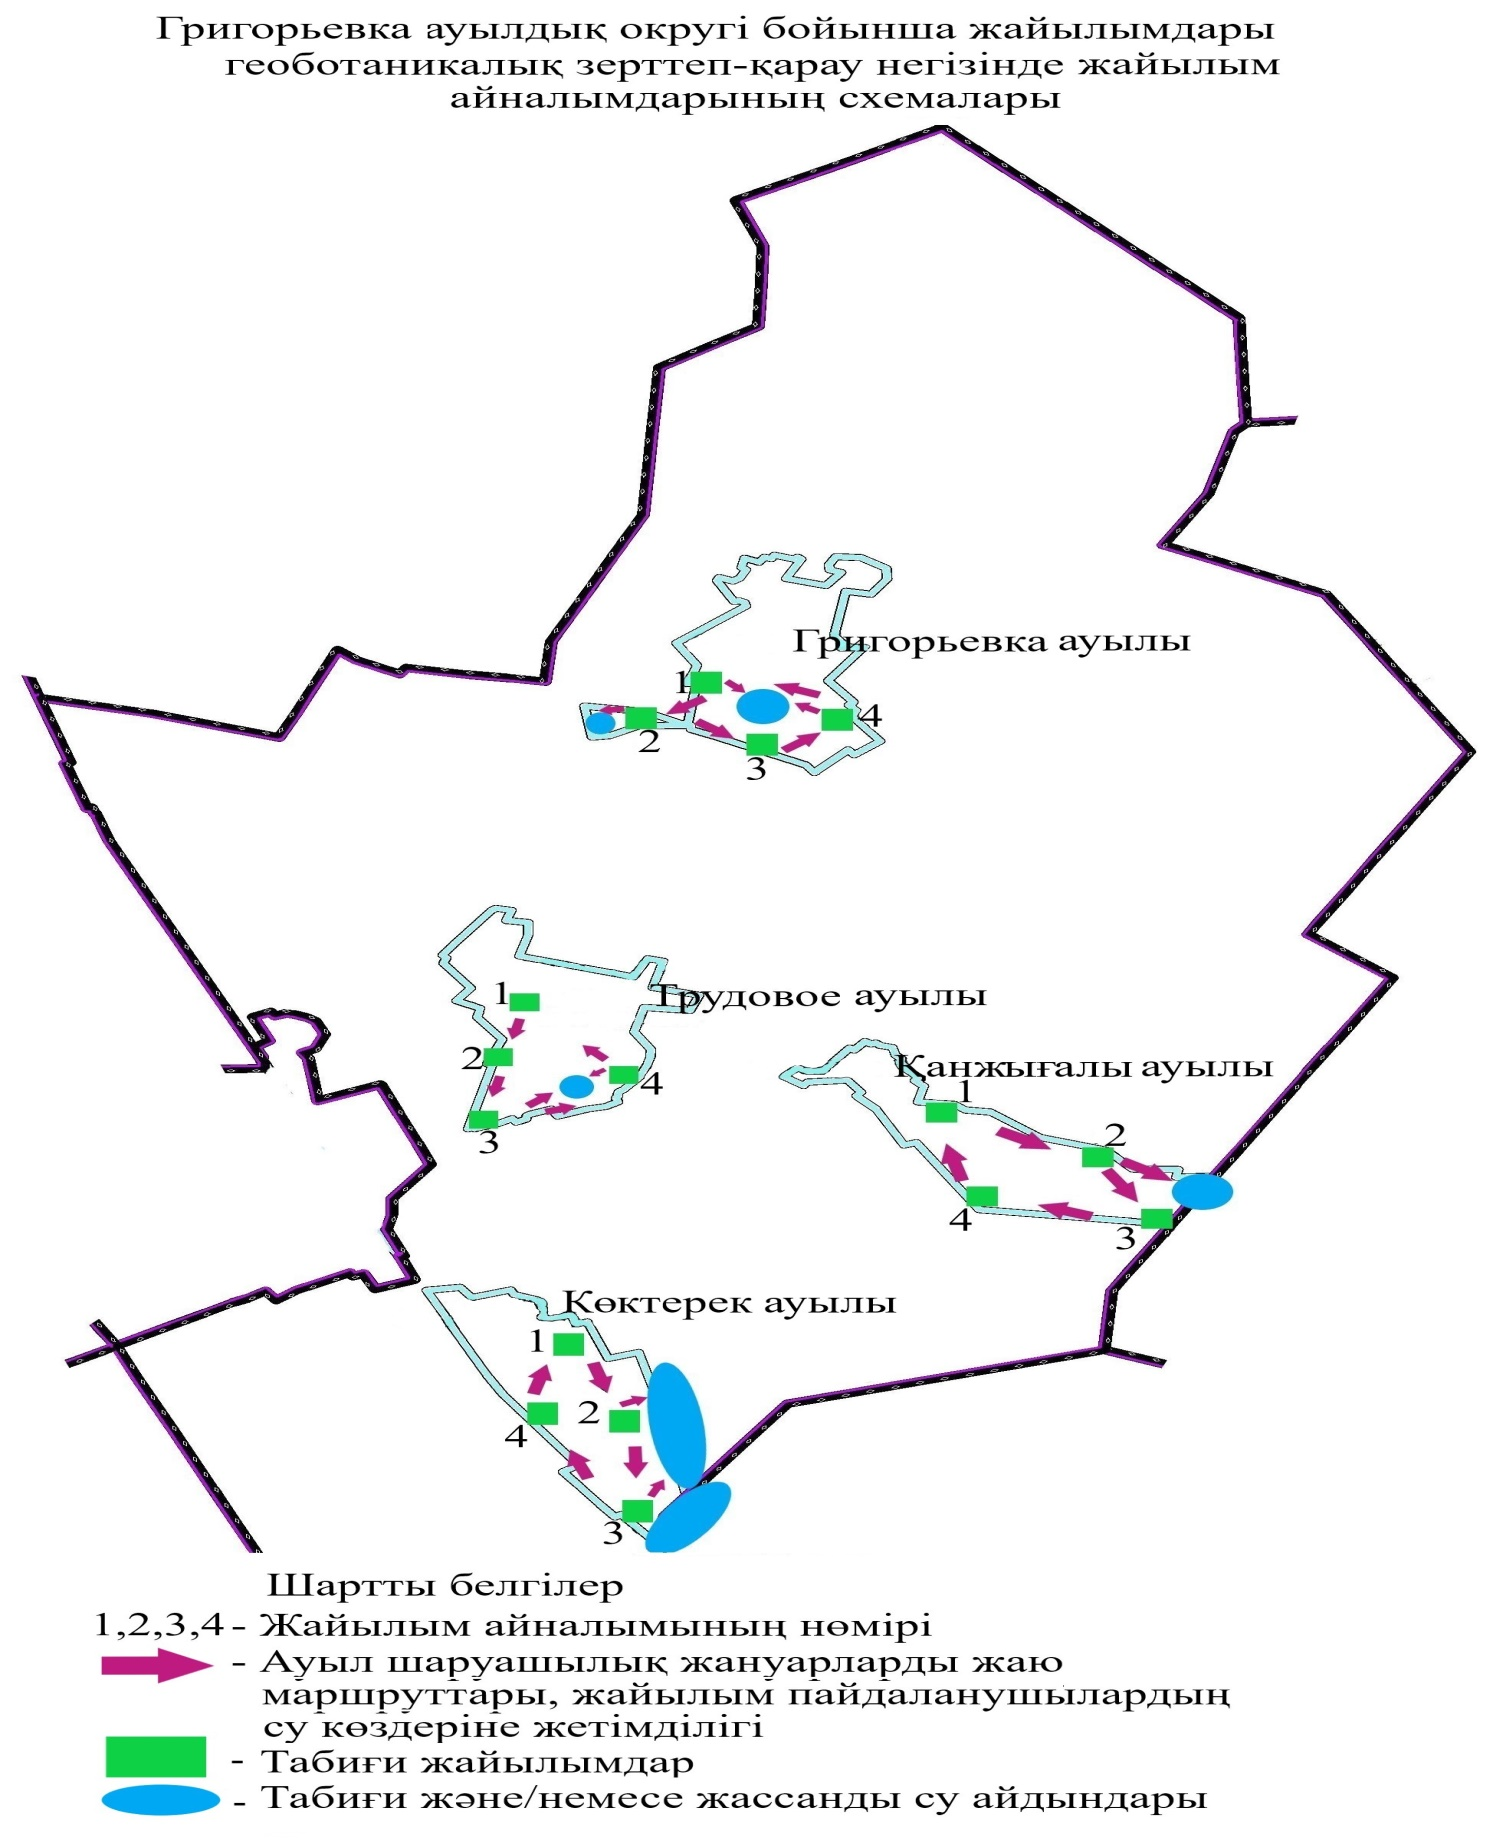 Григорьевка ауылдық округі бойынша жайылымдары
геоботаникалық зерттеп-қарау негізінде жайылым
айналымдарының схемалары
Григорьевка ауылы
1
4
2
3
Трудовое ауылы
1
2
4
3
Қанжығалы ауылы
1
2
4
3
Көктерек ауылы
1
2
4
3
Шартты белгілер
1,2,3,4 - Жайылым айналымының нөмірі
- Ауыл шаруашылық жануарларды жаю
маршруттары, жайылым пайдаланушылардың
су көздеріне жетімділігі
- Табиғи жайылымдар
- Табиғи және/немесе жассанды су айдындары